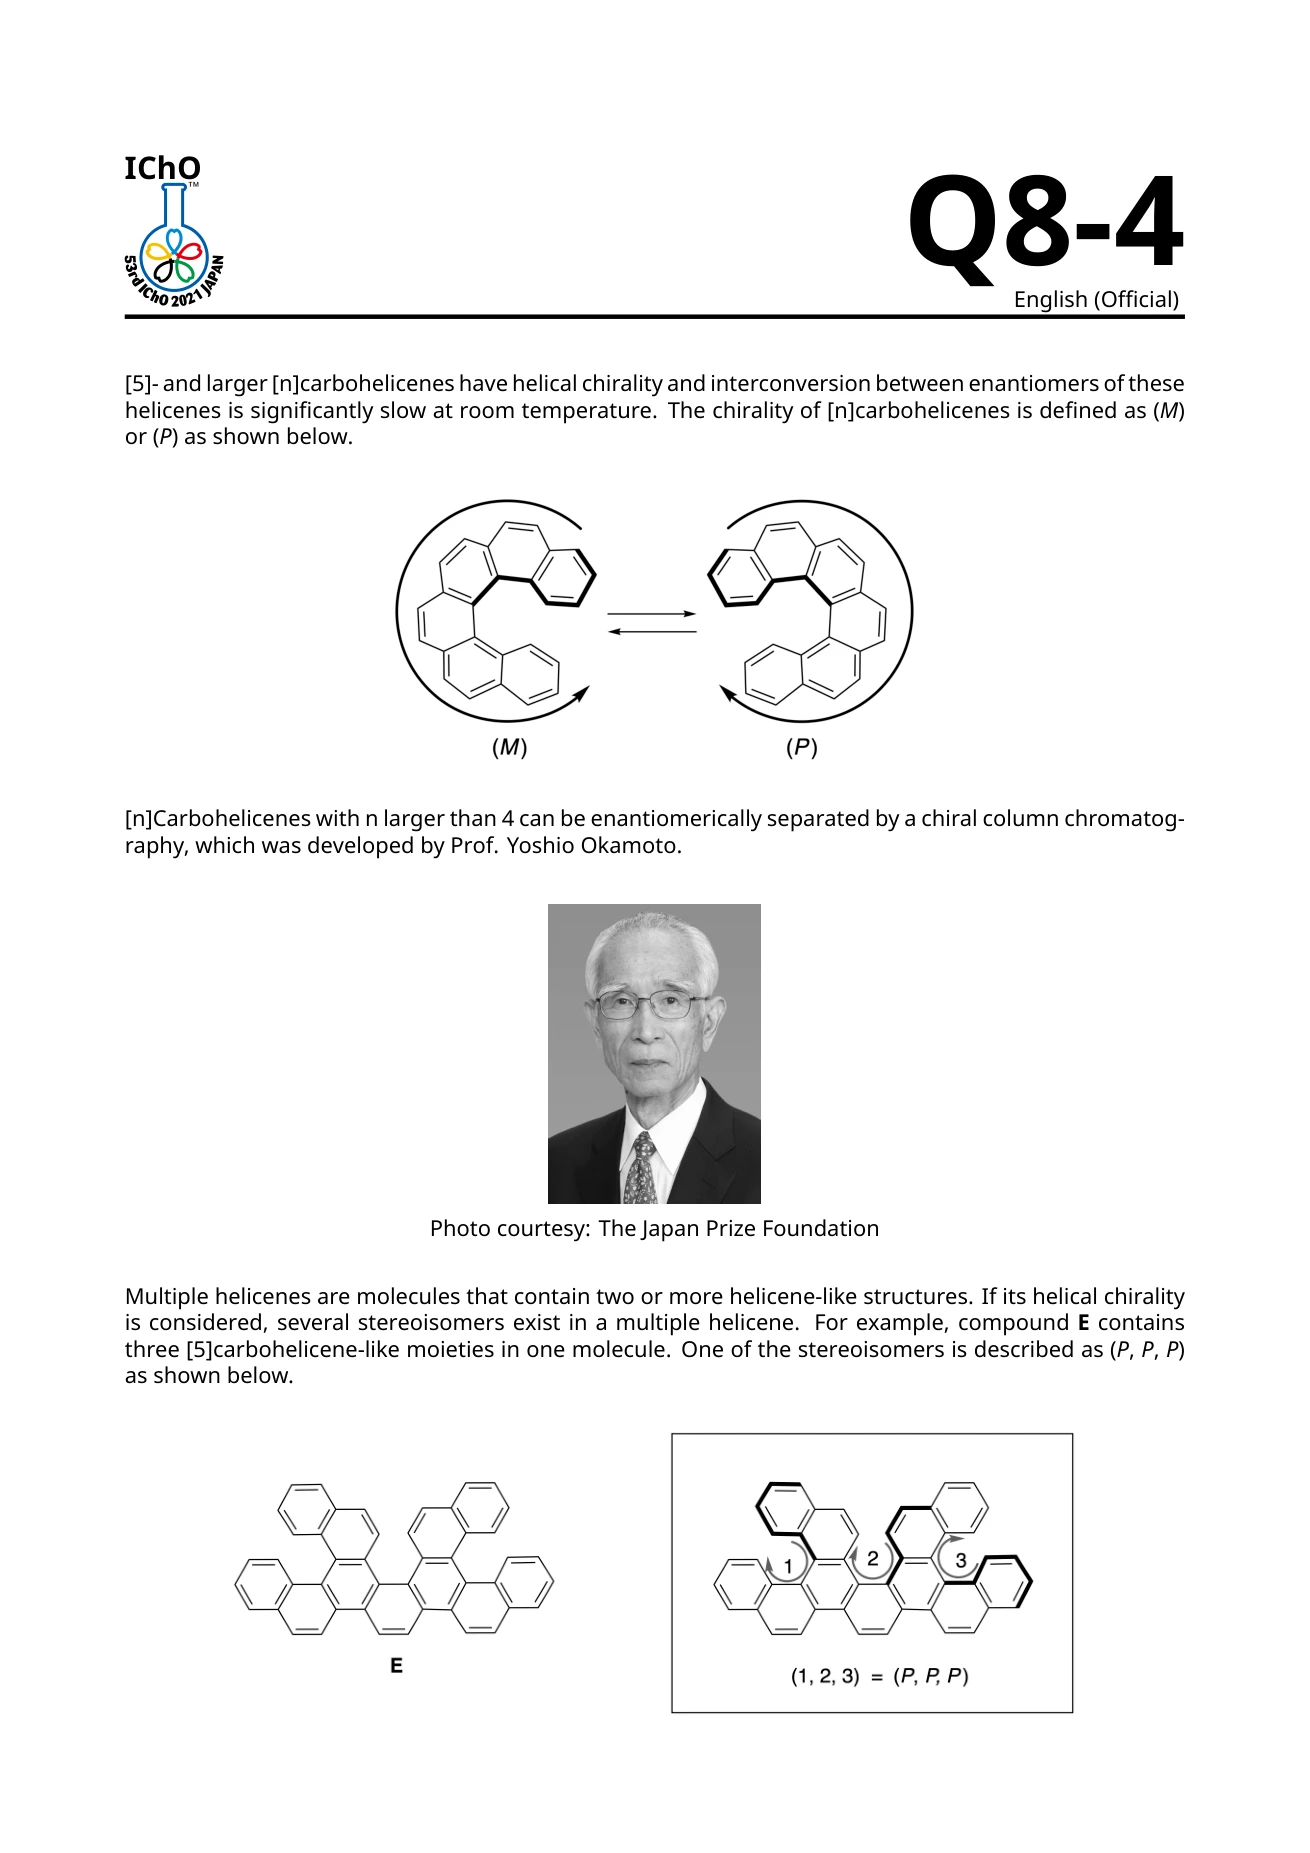 IChO
TM
53rd IChO 2021 JAPAN
Q8-4
English (Official)
[5]- and larger [n]carbohelicenes have helical chirality and interconversion between enantiomers of these
helicenes is significantly slow at room temperature. The chirality of [n]carbohelicenes is defined as (M)
or (P) as shown below.
(M)
(P)
[n]Carbohelicenes with n larger than 4 can be enantiomerically separated by a chiral column chromatog-
raphy, which was developed by Prof. Yoshio Okamoto.
Photo courtesy: The Japan Prize Foundation
Multiple helicenes are molecules that contain two or more helicene-like structures. If its helical chirality
is considered, several stereoisomers exist in a multiple helicene. For example, compound E contains
three [5]carbohelicene-like moieties in one molecule. One of the stereoisomers is described as (P, P, P)
as shown below.
E
1
2
3
(1, 2, 3) = (P, P, P)